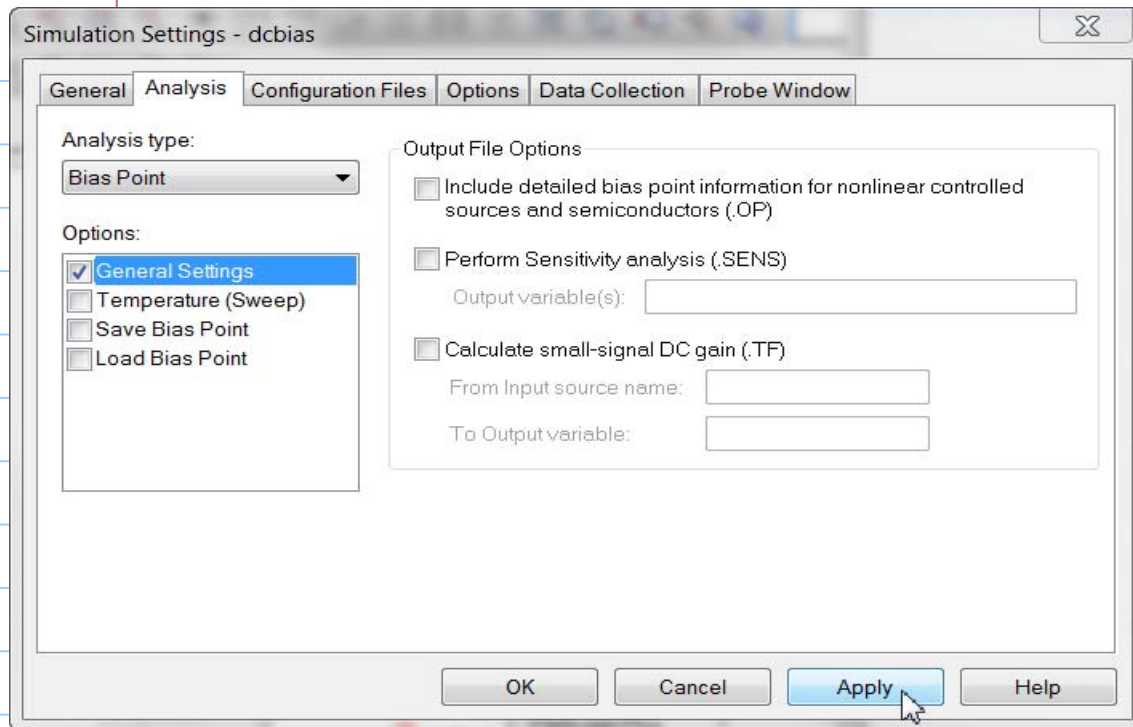 Simulation Settings - dcbias
General Analysis Configuration Files Options Data Collection Probe Window
Analysis type:
Bias Point
Options:
General Settings
Temperature (Sweep)
Save Bias Point
Load Bias Point
Output File Options
Include detailed bias point information for nonlinear controlled
sources and semiconductors (.OP)
Perform Sensitivity analysis (.SENS)
Output variable(s):
Calculate small-signal DC gain (.TF)
From Input source name:
To Output variable:
OK Cancel Apply Help